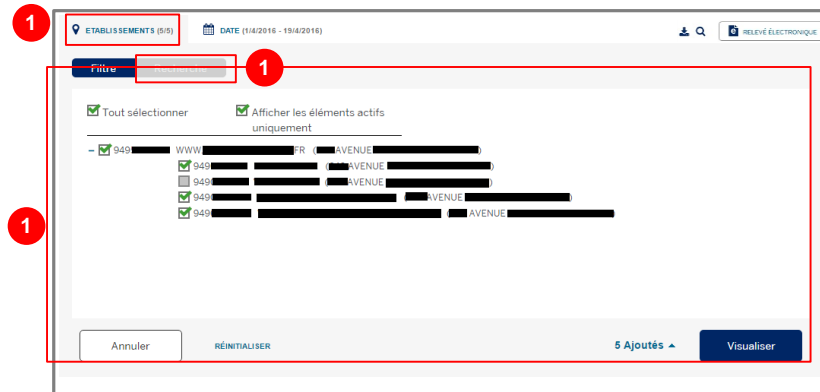 1
ETABLISSEMENTS (5/5) DATE (1/4/2016 - 19/4/2016) RELEVÉ ÉLECTRONIQUE
Filtre Recherche 1
Tout sélectionner Afficher les éléments actifs
uniquement
– 949 WWW. FR ( AVENUE )
949 ( AVENUE )
949 ( AVENUE )
949 ( AVENUE )
949 ( AVENUE )
1
Annuler RÉINITIALISER 5 Ajoutés Visualiser